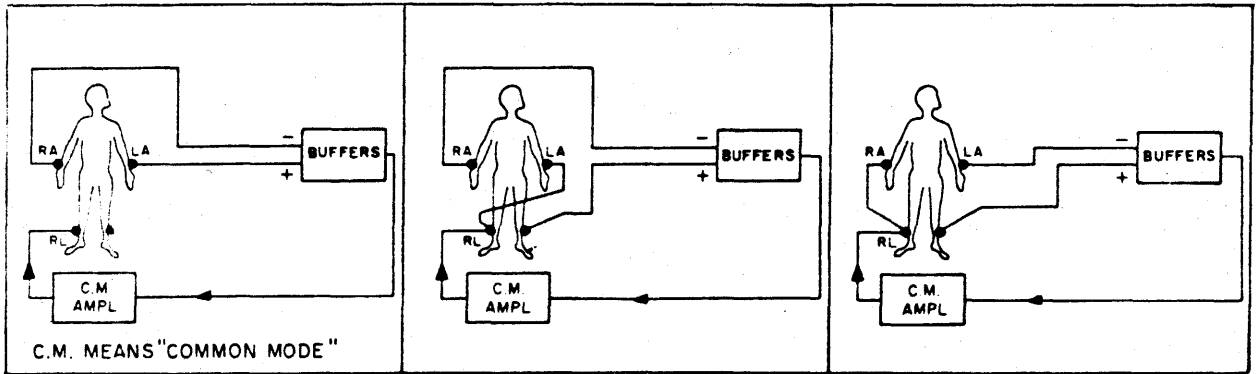 RA
LA
−
+
BUFFERS
RL
C.M
AMPL
C.M. MEANS "COMMON MODE"
RA
LA
−
+
BUFFERS
RL
C.M.
AMPL
RA
LA
−
+
BUFFERS
RL
C.M.
AMPL